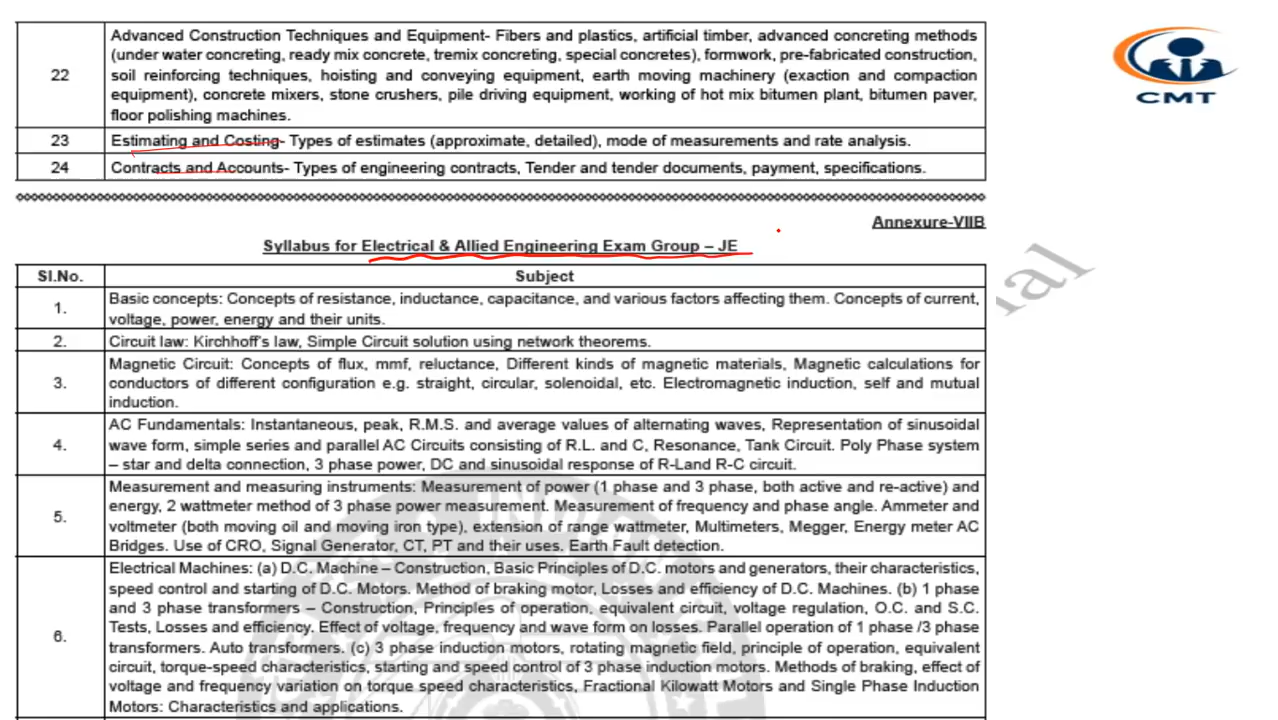 22
Advanced Construction Techniques and Equipment- Fibers and plastics, artificial timber, advanced concreting methods
(under water concreting, ready mix concrete, tremix concreting, special concretes), formwork, pre-fabricated construction,
soil reinforcing techniques, hoisting and conveying equipment, earth moving machinery (exaction and compaction
equipment), concrete mixers, stone crushers, pile driving equipment, working of hot mix bitumen plant, bitumen paver,
floor polishing machines.
23 Estimating and Costing- Types of estimates (approximate, detailed), mode of measurements and rate analysis.
24 Contracts and Accounts- Types of engineering contracts, Tender and tender documents, payment, specifications.
CMT
Annexure-VIIB
Syllabus for Electrical & Allied Engineering Exam Group – JE
Sl.No. Subject
1.
Basic concepts: Concepts of resistance, inductance, capacitance, and various factors affecting them. Concepts of current,
voltage, power, energy and their units.
2. Circuit law: Kirchhoff's law, Simple Circuit solution using network theorems.
3.
Magnetic Circuit: Concepts of flux, mmf, reluctance, Different kinds of magnetic materials, Magnetic calculations for
conductors of different configuration e.g. straight, circular, solenoidal, etc. Electromagnetic induction, self and mutual
induction.
4.
AC Fundamentals: Instantaneous, peak, R.M.S. and average values of alternating waves, Representation of sinusoidal
wave form, simple series and parallel AC Circuits consisting of R.L. and C, Resonance, Tank Circuit. Poly Phase system
– star and delta connection, 3 phase power, DC and sinusoidal response of R-Land R-C circuit.
5.
Measurement and measuring instruments: Measurement of power (1 phase and 3 phase, both active and re-active) and
energy, 2 wattmeter method of 3 phase power measurement. Measurement of frequency and phase angle. Ammeter and
voltmeter (both moving oil and moving iron type), extension of range wattmeter, Multimeters, Megger, Energy meter AC
Bridges. Use of CRO, Signal Generator, CT, PT and their uses. Earth Fault detection.
6.
Electrical Machines: (a) D.C. Machine – Construction, Basic Principles of D.C. motors and generators, their characteristics,
speed control and starting of D.C. Motors. Method of braking motor, Losses and efficiency of D.C. Machines. (b) 1 phase
and 3 phase transformers – Construction, Principles of operation, equivalent circuit, voltage regulation, O.C. and S.C.
Tests, Losses and efficiency. Effect of voltage, frequency and wave form on losses. Parallel operation of 1 phase /3 phase
transformers. Auto transformers. (c) 3 phase induction motors, rotating magnetic field, principle of operation, equivalent
circuit, torque-speed characteristics, starting and speed control of 3 phase induction motors. Methods of braking, effect of
voltage and frequency variation on torque speed characteristics, Fractional Kilowatt Motors and Single Phase Induction
Motors: Characteristics and applications.